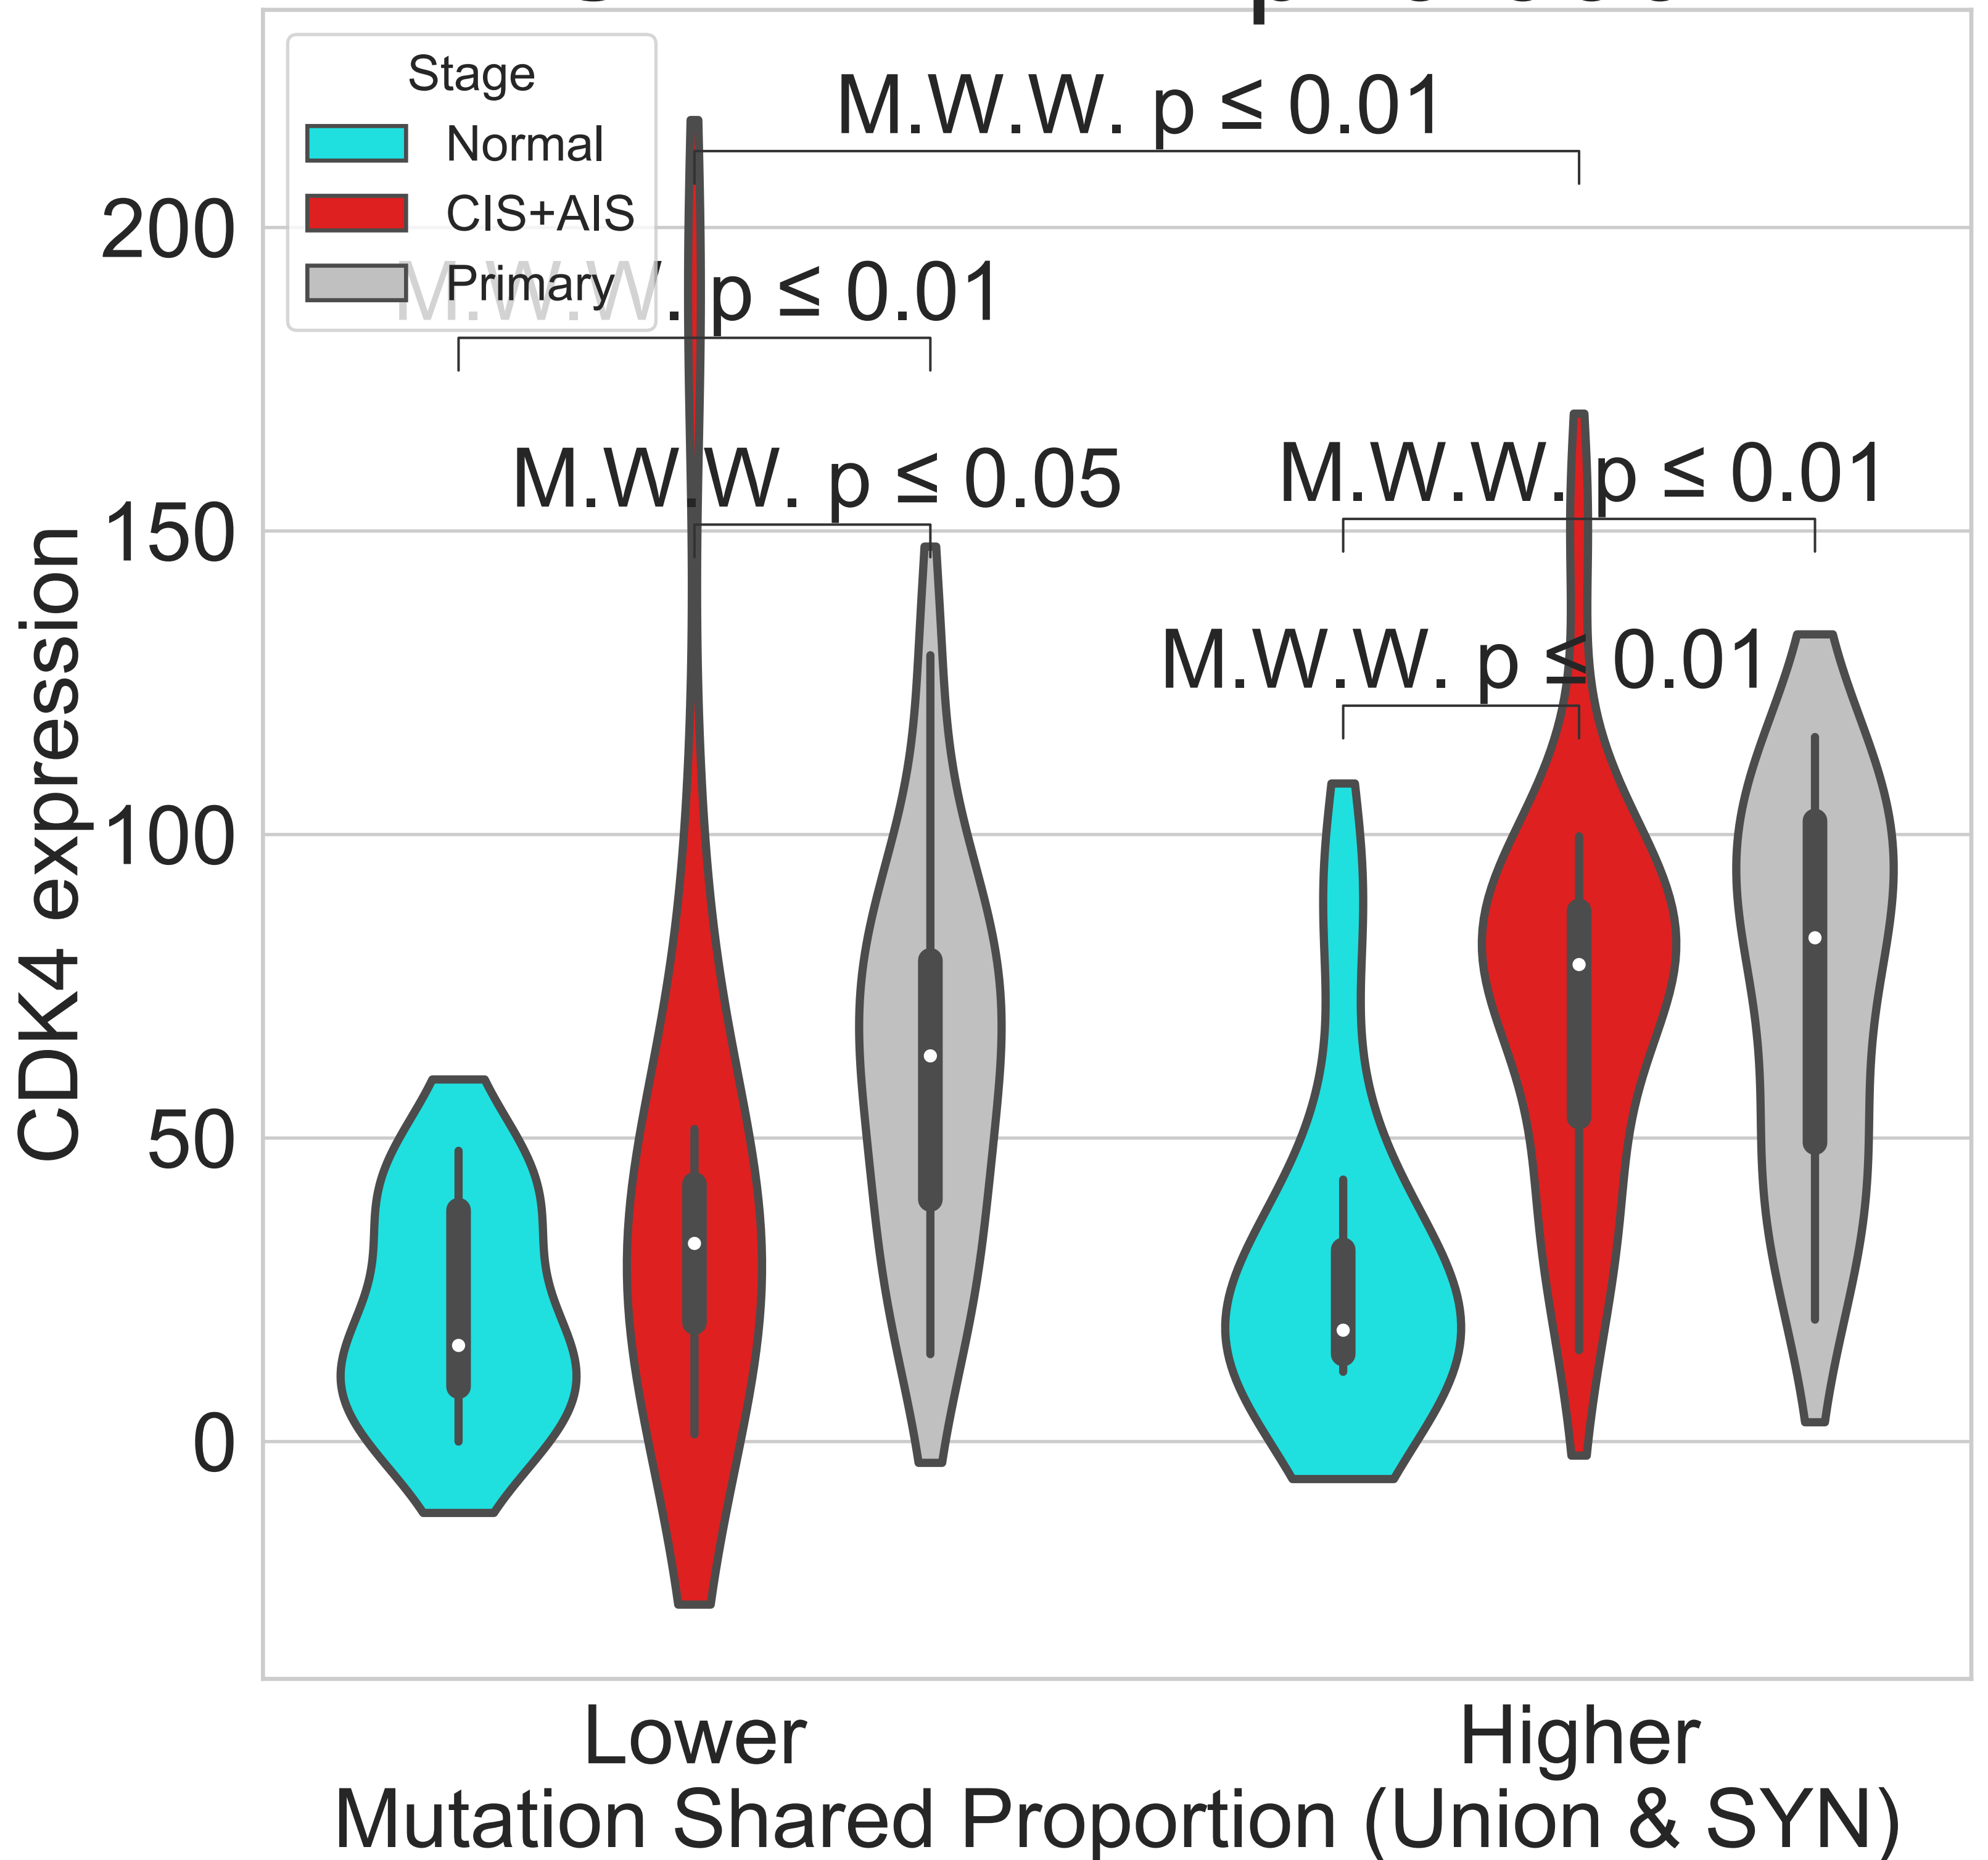 Stage
Normal
CIS+AIS
Primary
M.W.W. p ≤ 0.01
M.W.W. p ≤ 0.01
M.W.W. p ≤ 0.05
M.W.W. p ≤ 0.01
M.W.W. p ≤ 0.01
200
150
100
50
0
CDK4 expression
Lower
Higher
Mutation Shared Proportion (Union & SYN)